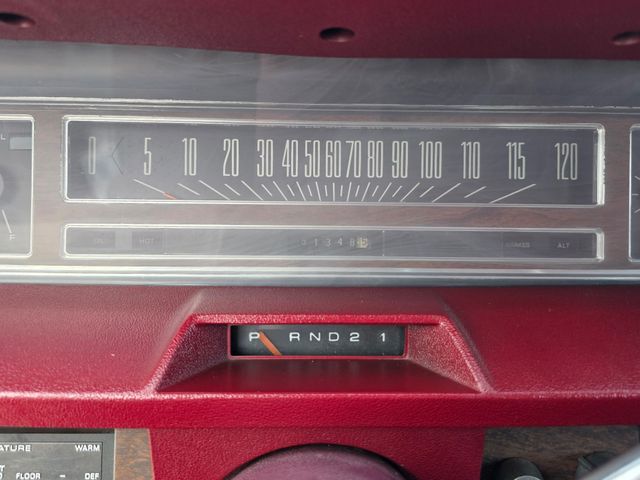 0 5 10 20 30 40 50 60 70 80 90 100 110 115 120
F
HOT
BRAKES ALT
P R N D 2 1
ATURE WARM
FLOOR - DEF